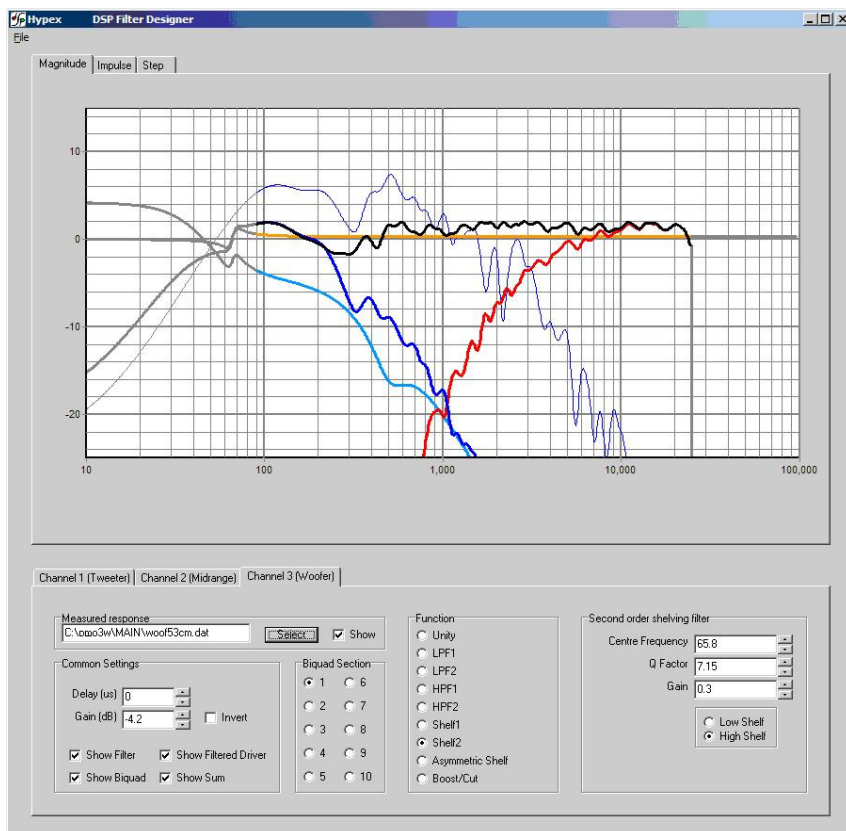 Hypex DSP Filter Designer
File
Magnitude Impulse Step
10
0
-10
-20
10 100 1,000 10,000 100,000
Channel 1 (Tweeter) Channel 2 (Midrange) Channel 3 (Woofer)
Measured response
C:\pmo3w\MAIN\woof53cm.dat Select Show
Common Settings
Delay (us) 0
Gain (dB) -4.2 Invert
Show Filter Show Filtered Driver
Show Biquad Show Sum
Biquad Section
1 6
2 7
3 8
4 9
5 10
Function
Unity
LPF1
LPF2
HPF1
HPF2
Shelf1
Shelf2
Asymmetric Shelf
Boost/Cut
Second order shelving filter
Centre Frequency 65.8
Q Factor 7.15
Gain 0.3
Low Shelf
High Shelf